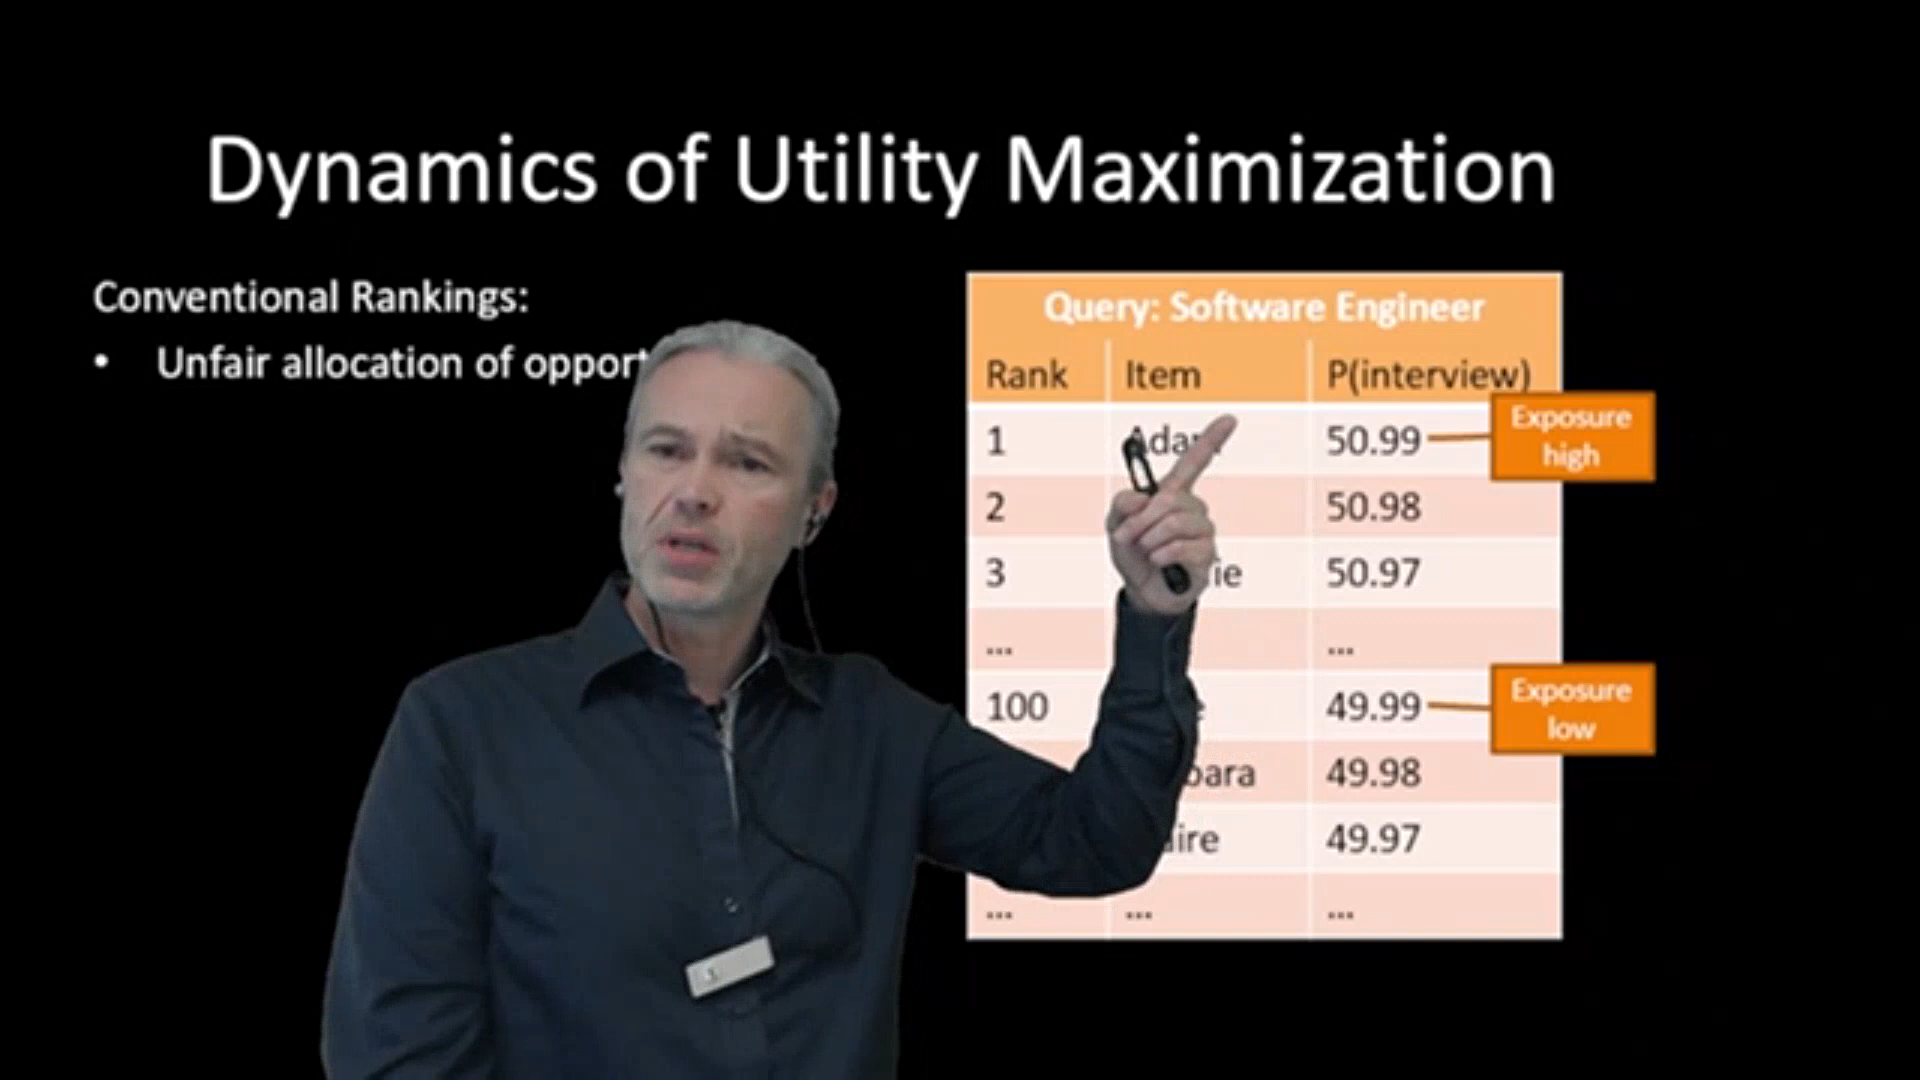 Dynamics of Utility Maximization
Conventional Rankings:
• Unfair allocation of
Query: Software Engineer
Rank Item P(interview)
1 50.99
Exposure high
2 50.98
3 50.97
... ...
100 49.99
Exposure low
49.98
49.97
... ... ...